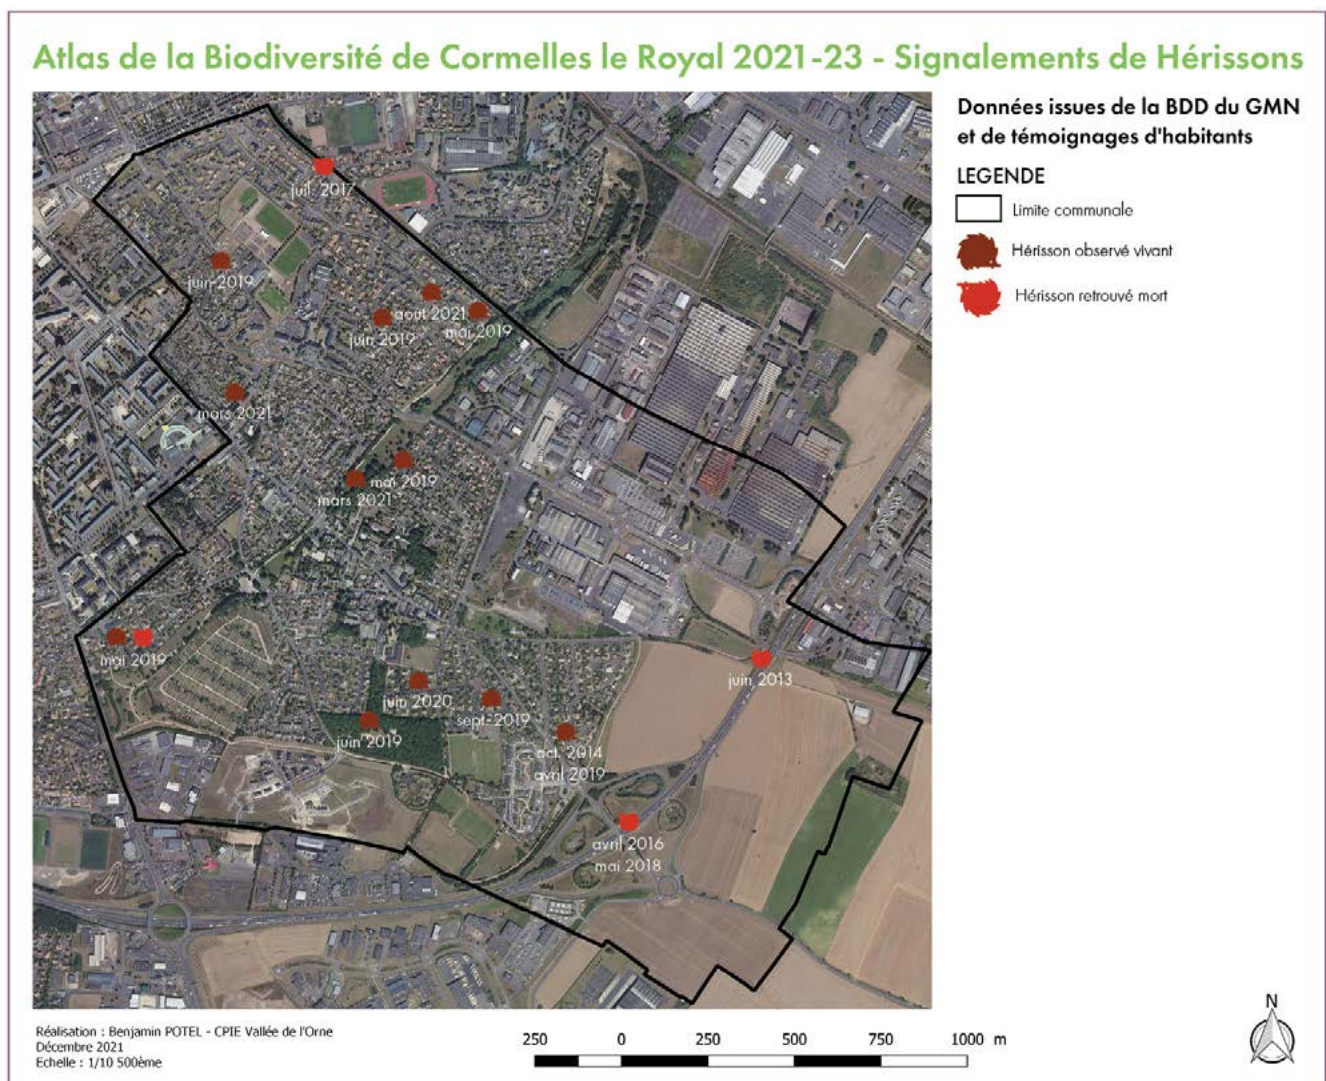 Atlas de la Biodiversité de Cormelles le Royal 2021-23 - Signalements de Hérissons
Données issues de la BDD du GMN
et de témoignages d'habitants
LEGENDE
Limite communale
Hérisson observé vivant
Hérisson retrouvé mort
juil. 2017
juin 2019
aout 2021
mai 2019
juin 2019
mars 2021
mai 2019
mars 2021
mai 2019
juin 2013
juin 2020
sept. 2019
juin 2019
oct. 2014
avril 2019
avril 2016
mai 2018
Réalisation : Benjamin POTEL - CPIE Vallée de l'Orne
Décembre 2021
Echelle : 1/10 500ème
250 0 250 500 750 1000 m
N